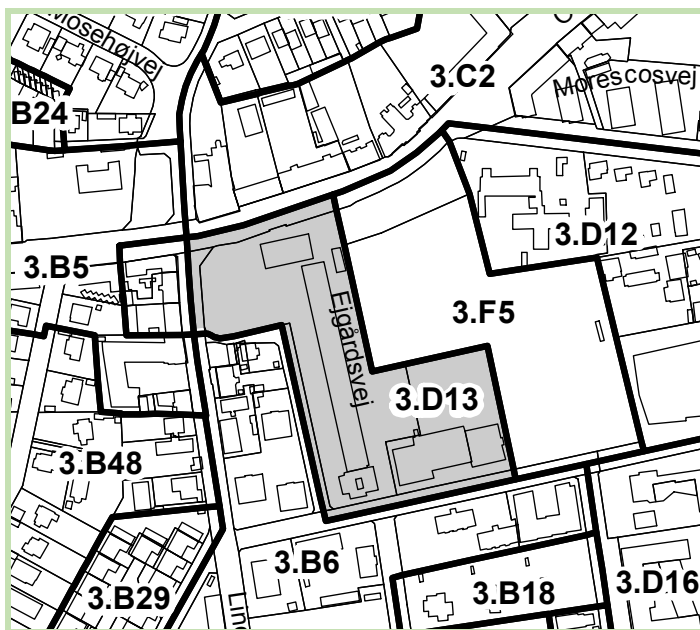 Mosehøjvej
3.C2
Morescosvej
B24
3.D12
3.B5
3.F5
Ejgårdsvej
3.D13
3.B48
3.B6
3.B18
3.D16
3.B29